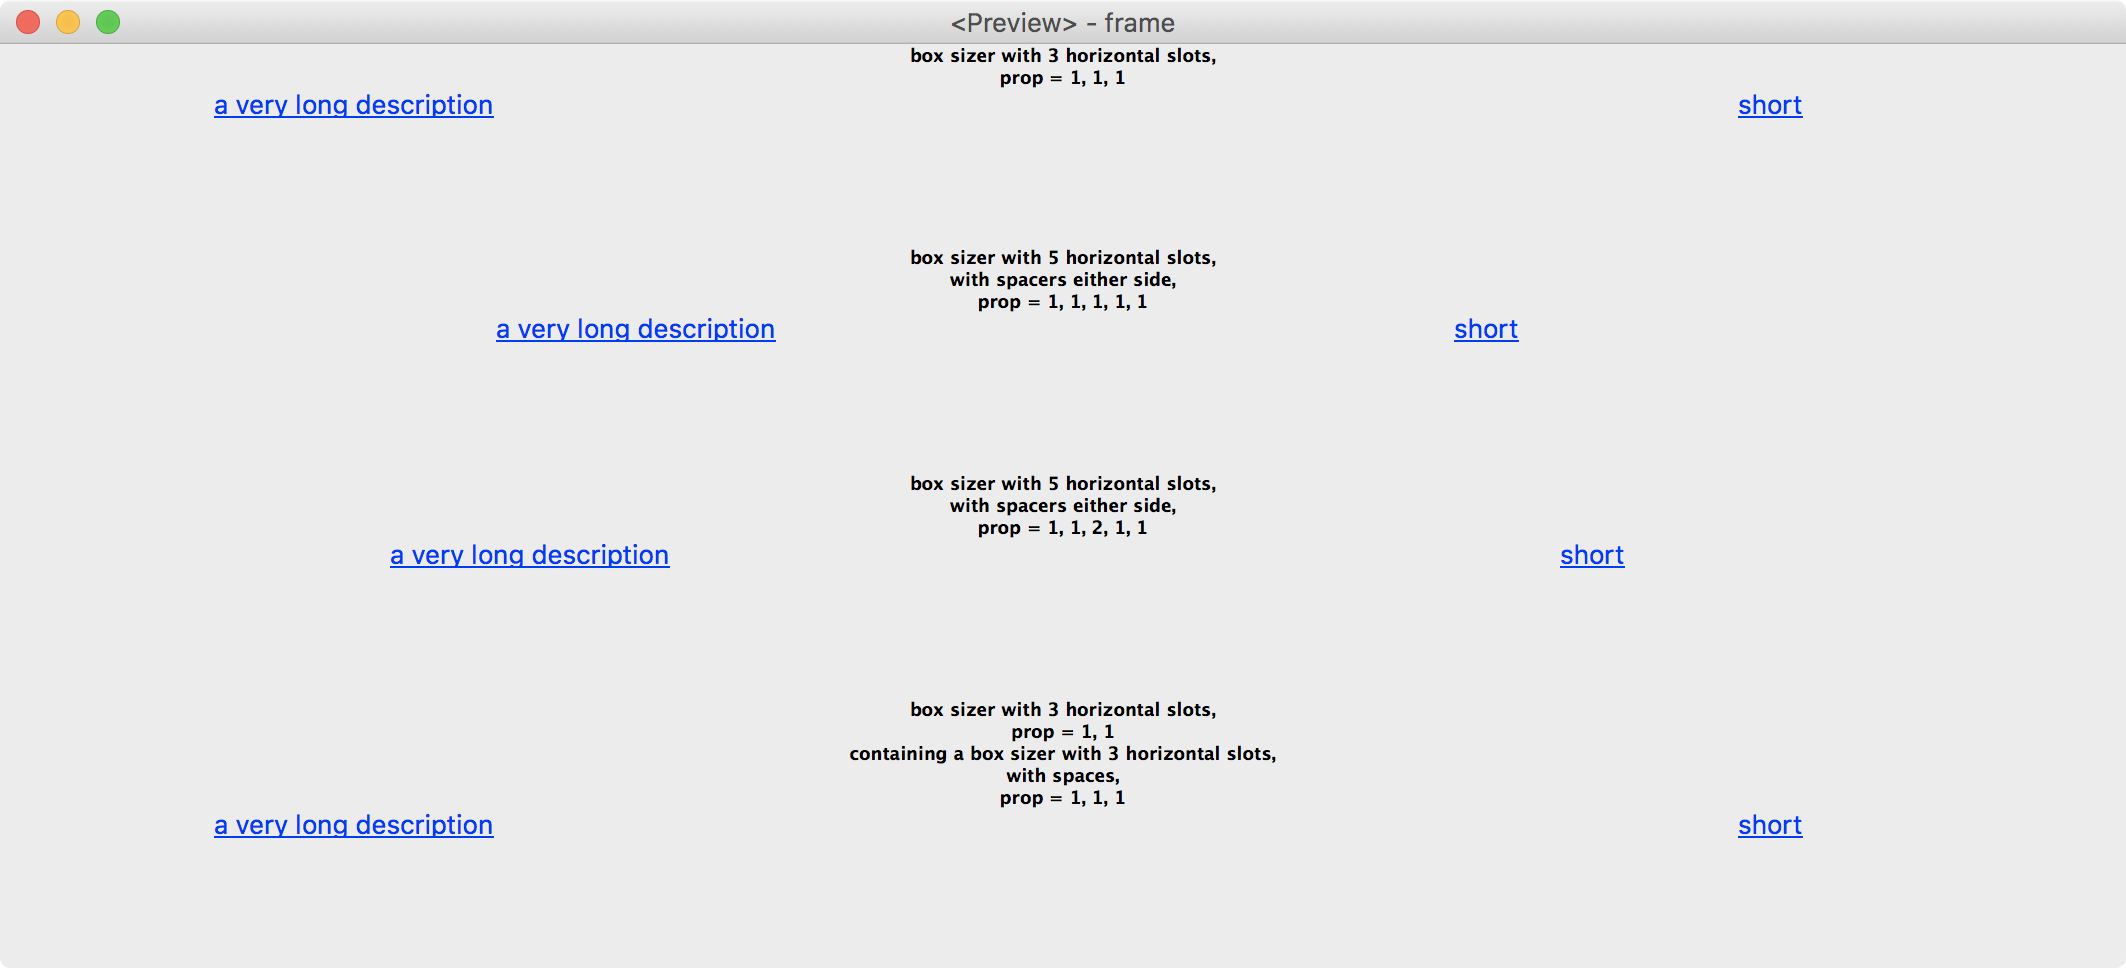 <Preview> - frame
box sizer with 3 horizontal slots,
prop = 1, 1, 1
a very long description short
box sizer with 5 horizontal slots,
with spacers either side,
prop = 1, 1, 1, 1, 1
a very long description short
box sizer with 5 horizontal slots,
with spacers either side,
prop = 1, 1, 2, 1, 1
a very long description short
box sizer with 3 horizontal slots,
prop = 1, 1
containing a box sizer with 3 horizontal slots,
with spaces,
prop = 1, 1, 1
a very long description short